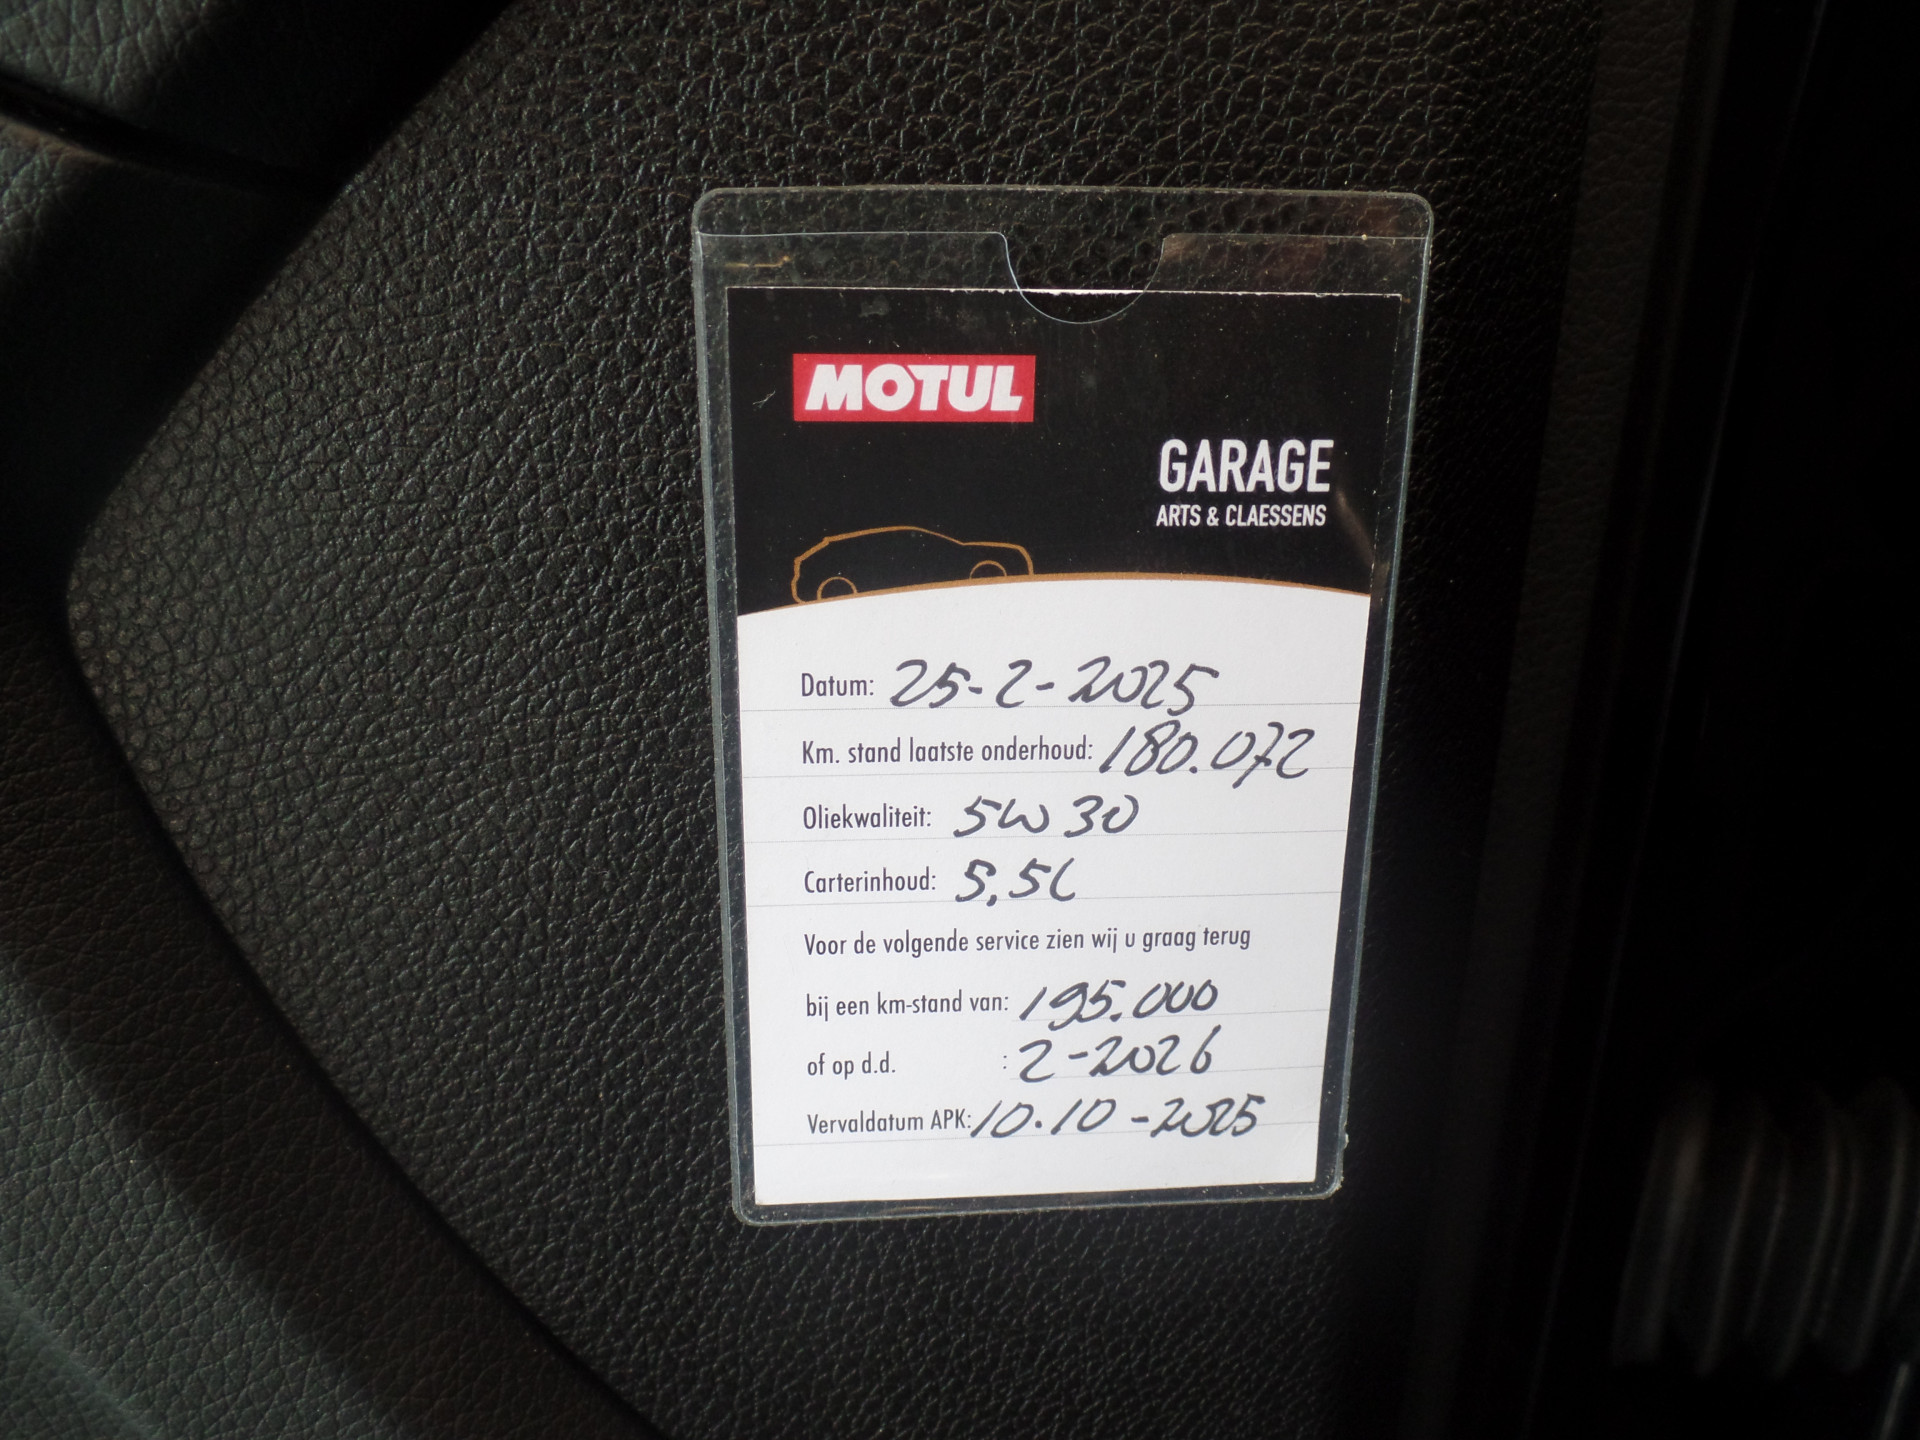 MOTUL
GARAGE
ARTS & CLAESSENS
Datum: 25-2-2025
Km. stand laatste onderhoud: 180.072
Oliekwaliteit: 5W30
Carterinhoud: 5,5L
Voor de volgende service zien wij u graag terug
bij een km-stand van: 195.000
of op d.d. : 2-2026
Vervaldatum APK: 10.10-2025